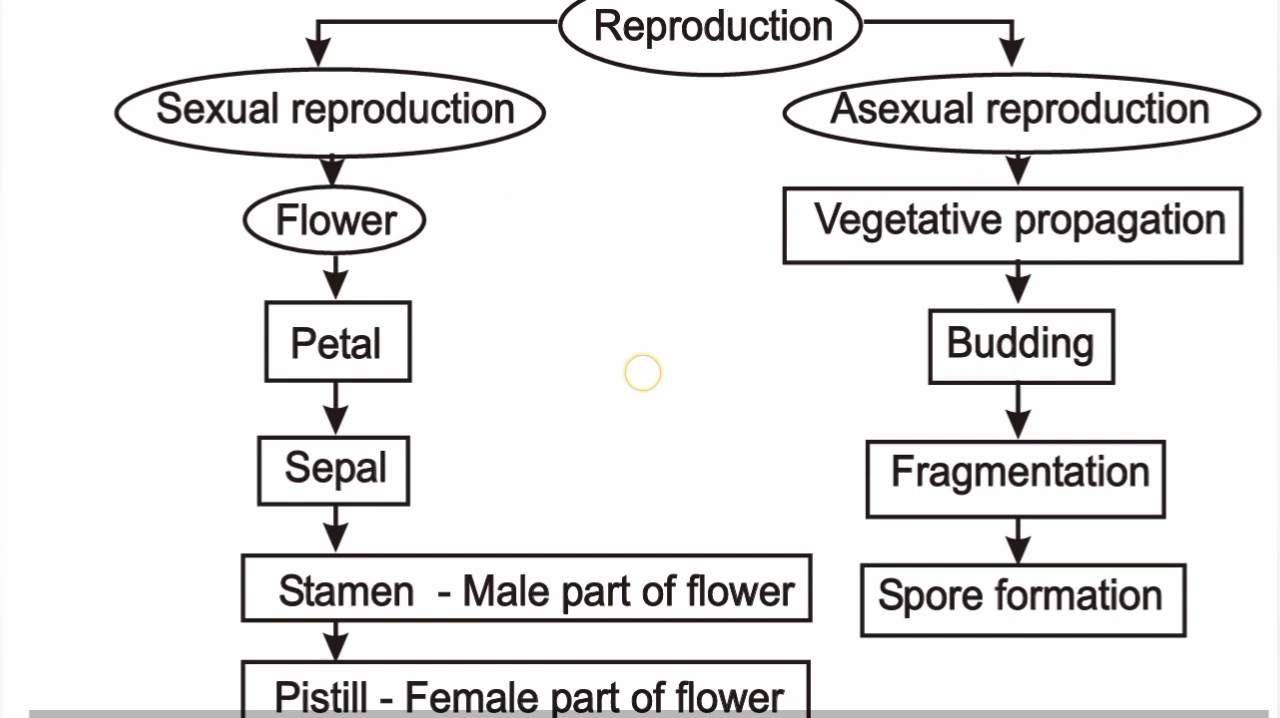 Reproduction
Sexual reproduction
Asexual reproduction
Flower
Vegetative propagation
Petal
Budding
Sepal
Fragmentation
Stamen - Male part of flower
Spore formation
Pistill - Female part of flower